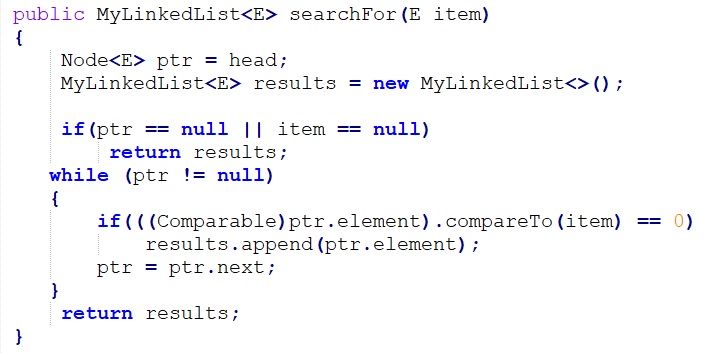 public MyLinkedList<E> searchFor(E item)
{
    Node<E> ptr = head;
    MyLinkedList<E> results = new MyLinkedList<>();

    if(ptr == null || item == null)
        return results;
   while (ptr != null)
   {
       if(((Comparable)ptr.element).compareTo(item) == 0)
           results.append(ptr.element);
       ptr = ptr.next;
   }
    return results;
}